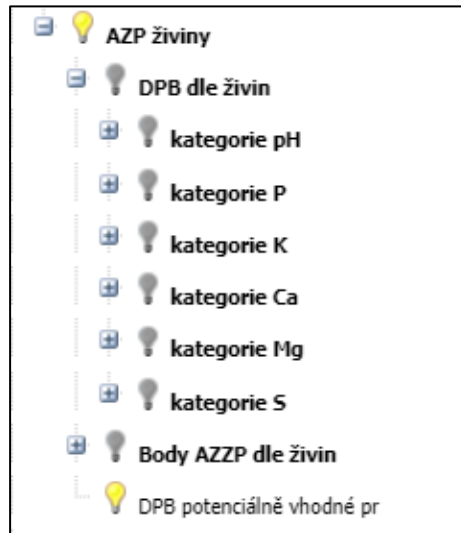 AZP živiny
DPB dle živin
kategorie pH
kategorie P
kategorie K
kategorie Ca
kategorie Mg
kategorie S
Body AZZP dle živin
DPB potenciálně vhodné pr